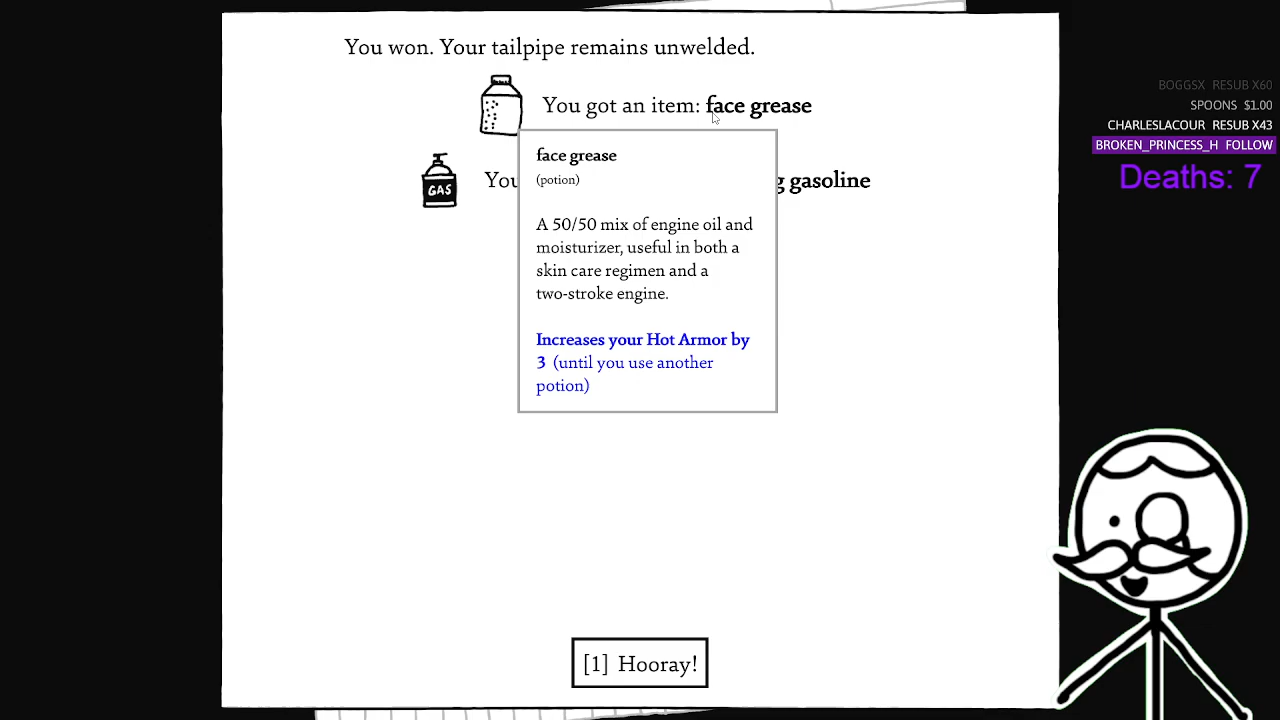 You won. Your tailpipe remains unwelded.
You got an item: face grease
face grease
(potion)
A 50/50 mix of engine oil and
moisturizer, useful in both a
skin care regimen and a
two-stroke engine.
Increases your Hot Armor by
3 (until you use another
potion)
GAS
You
g gasoline
[1] Hooray!
BOGGSX RESUB X60
SPOONS $1.00
CHARLESLACOUR RESUB X43
BROKEN_PRINCESS_H FOLLOW
Deaths: 7